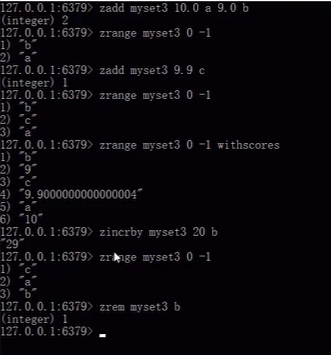 127.0.0.1:6379> zadd myset3 10.0 a 9.0 b
(integer) 2
127.0.0.1:6379> zrange myset3 0 -1
1) "b"
2) "a"
127.0.0.1:6379> zadd myset3 9.9 c
(integer) 1
127.0.0.1:6379> zrange myset3 0 -1
1) "b"
2) "c"
3) "a"
127.0.0.1:6379> zrange myset3 0 -1 withscores
1) "b"
2) "9"
3) "c"
4) "9.9000000000000004"
5) "a"
6) "10"
127.0.0.1:6379> zincrby myset3 20 b
"29"
127.0.0.1:6379> zrange myset3 0 -1
1) "c"
2) "a"
3) "b"
127.0.0.1:6379> zrem myset3 b
(integer) 1
127.0.0.1:6379>